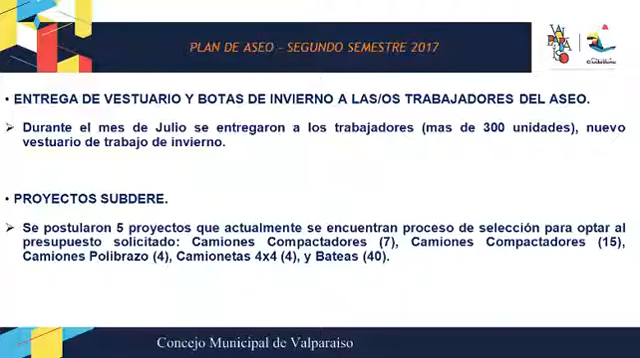 PLAN DE ASEO – SEGUNDO SEMESTRE 2017
• ENTREGA DE VESTUARIO Y BOTAS DE INVIERNO A LAS/OS TRABAJADORES DEL ASEO.
➢ Durante el mes de Julio se entregaron a los trabajadores (mas de 300 unidades), nuevo
vestuario de trabajo de invierno.
• PROYECTOS SUBDERE.
➢ Se postularon 5 proyectos que actualmente se encuentran proceso de selección para optar al
presupuesto solicitado: Camiones Compactadores (7), Camiones Compactadores (15),
Camiones Polibrazo (4), Camionetas 4x4 (4), y Bateas (40).
Concejo Municipal de Valparaiso